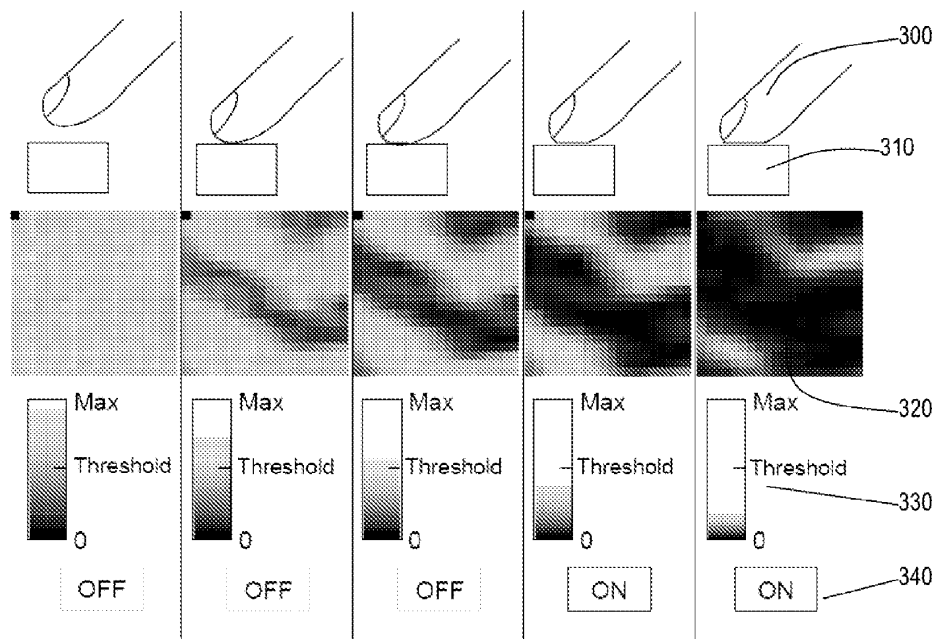 300
310
Max Max Max Max Max
320
Threshold Threshold Threshold Threshold Threshold
330
0 0 0 0 0
OFF OFF OFF ON ON
340